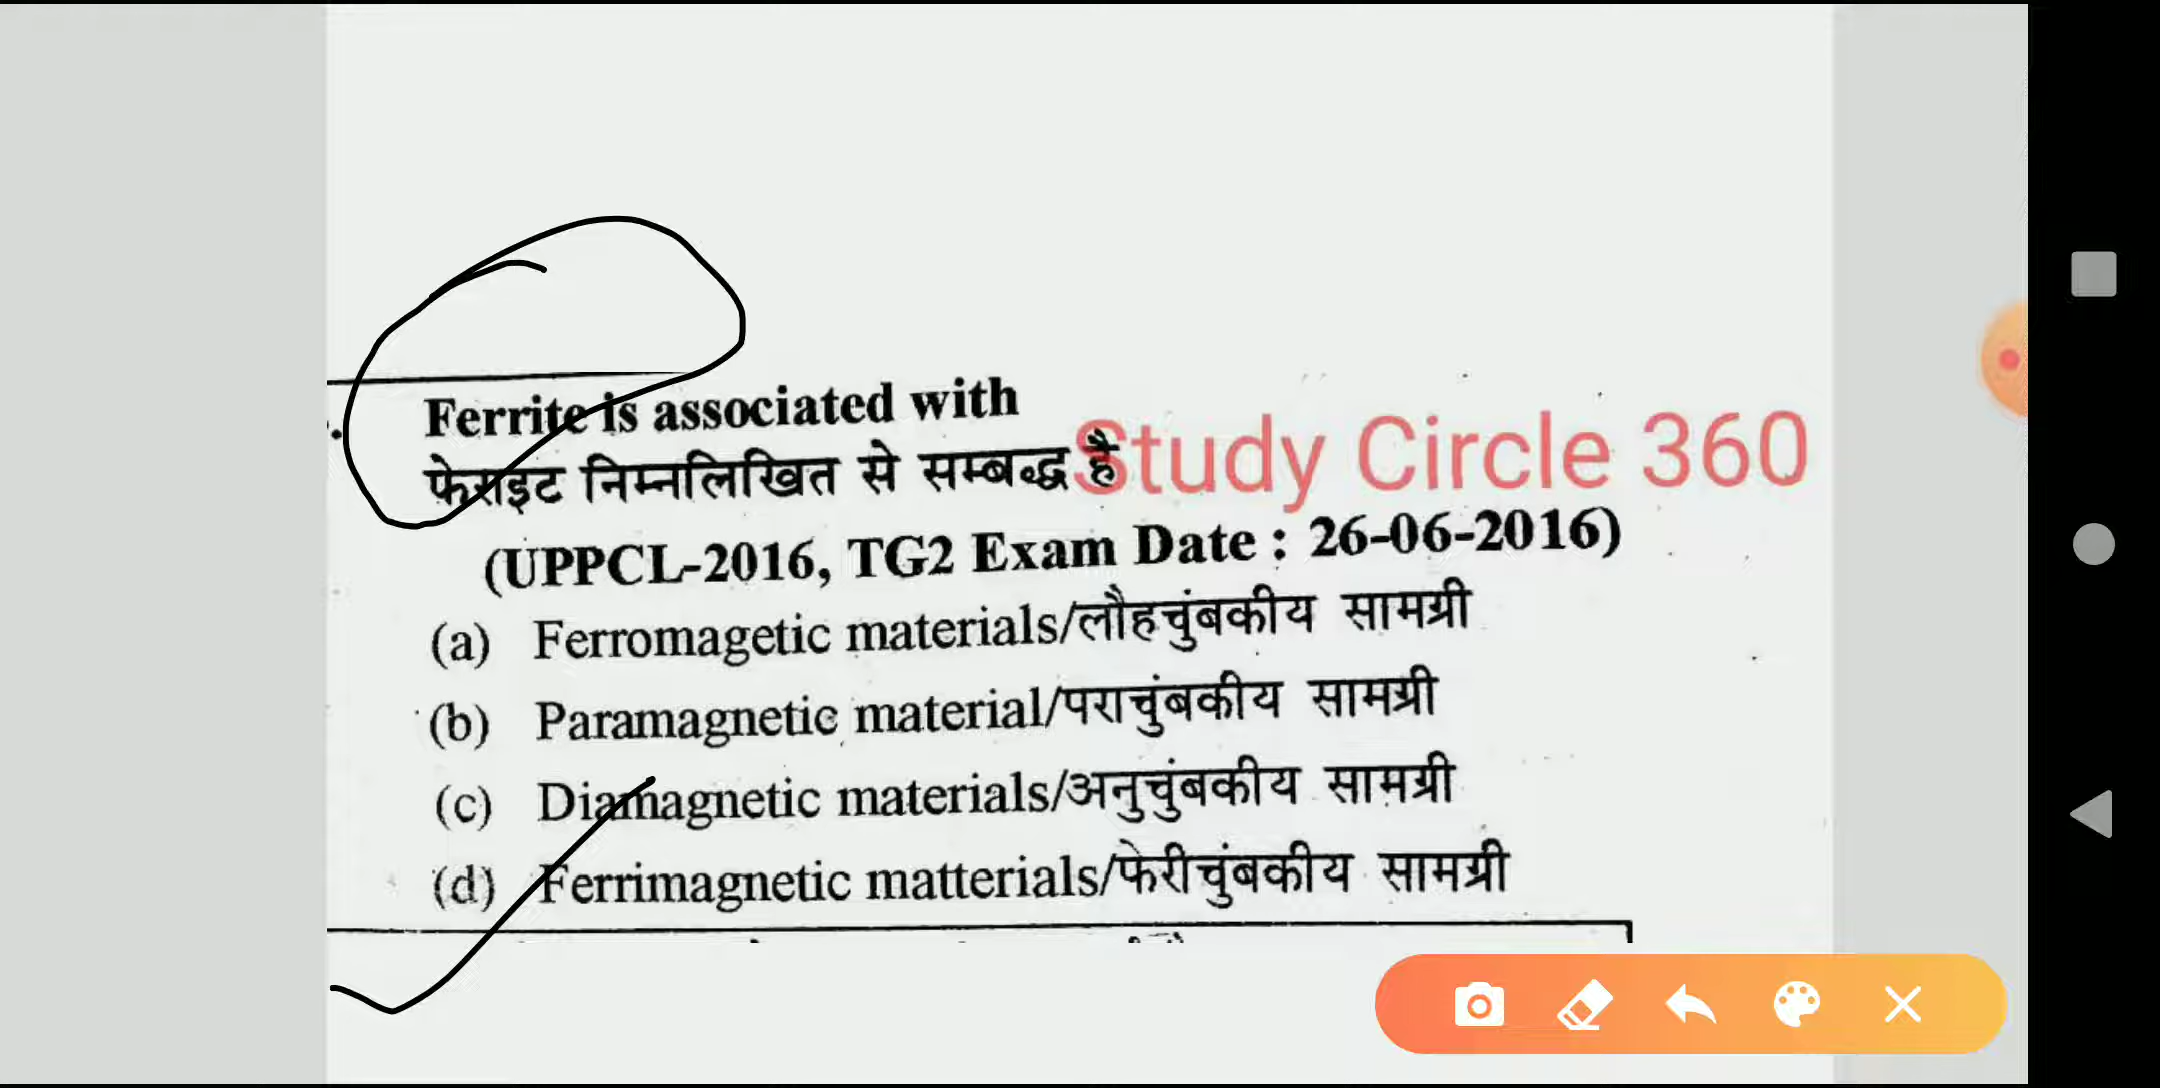 Ferrite is associated with
फेराइट निम्नलिखित से सम्बद्ध है
Study Circle 360
(UPPCL-2016, TG2 Exam Date : 26-06-2016)
(a) Ferromagetic materials/लौहचुंबकीय सामग्री
(b) Paramagnetic material/पराचुंबकीय सामग्री
(c) Diamagnetic materials/अनुचुंबकीय सामग्री
(d) Ferrimagnetic matterials/फेरीचुंबकीय सामग्री